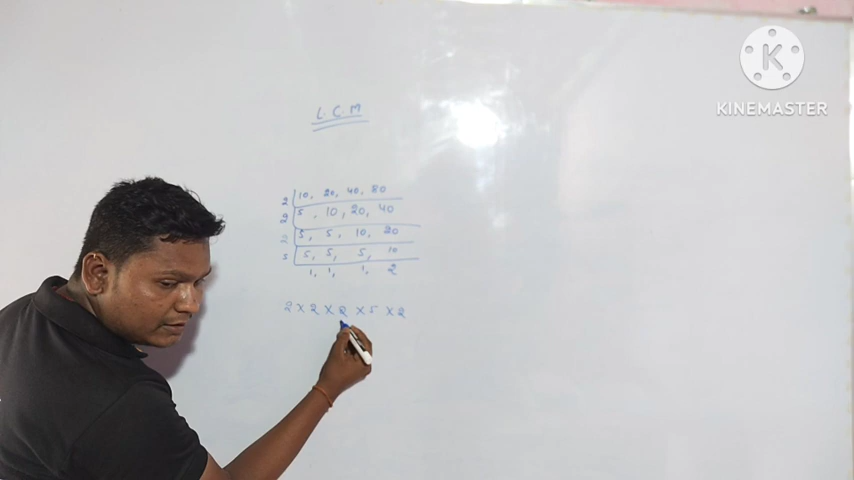 L.C.M
2 | 10, 20, 40, 80
2 | 5, 10, 20, 40
2 | 5, 5, 10, 20
5 | 5, 5, 5, 10
1, 1, 1, 2
2 x 2 x 2 x 5 x 2
K
KINEMASTER